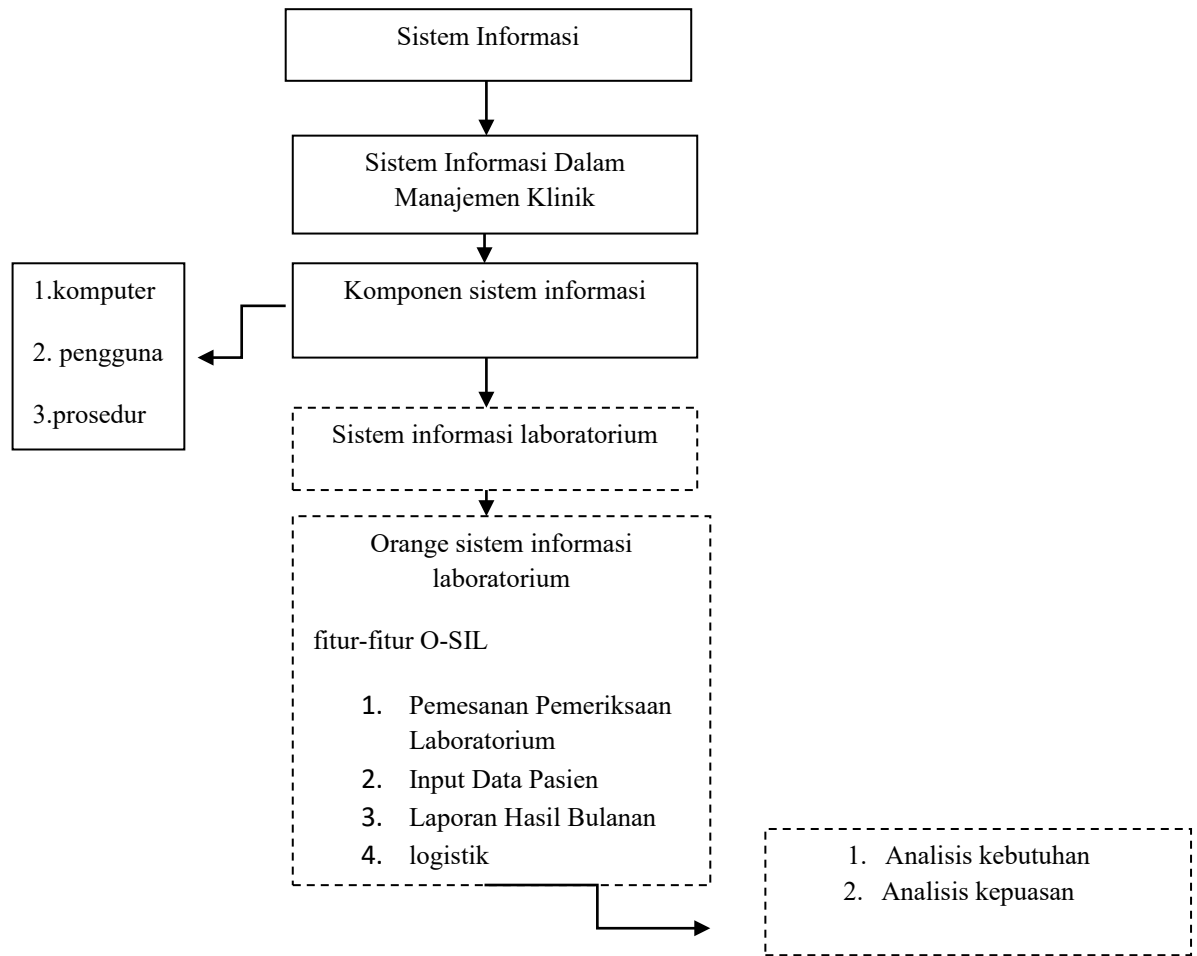 Sistem Informasi
Sistem Informasi Dalam
Manajemen Klinik
1.komputer
2. pengguna
3.prosedur
Komponen sistem informasi
Sistem informasi laboratorium
Orange sistem informasi
laboratorium
fitur-fitur O-SIL
1. Pemesanan Pemeriksaan
Laboratorium
2. Input Data Pasien
3. Laporan Hasil Bulanan
4. logistik
1. Analisis kebutuhan
2. Analisis kepuasan